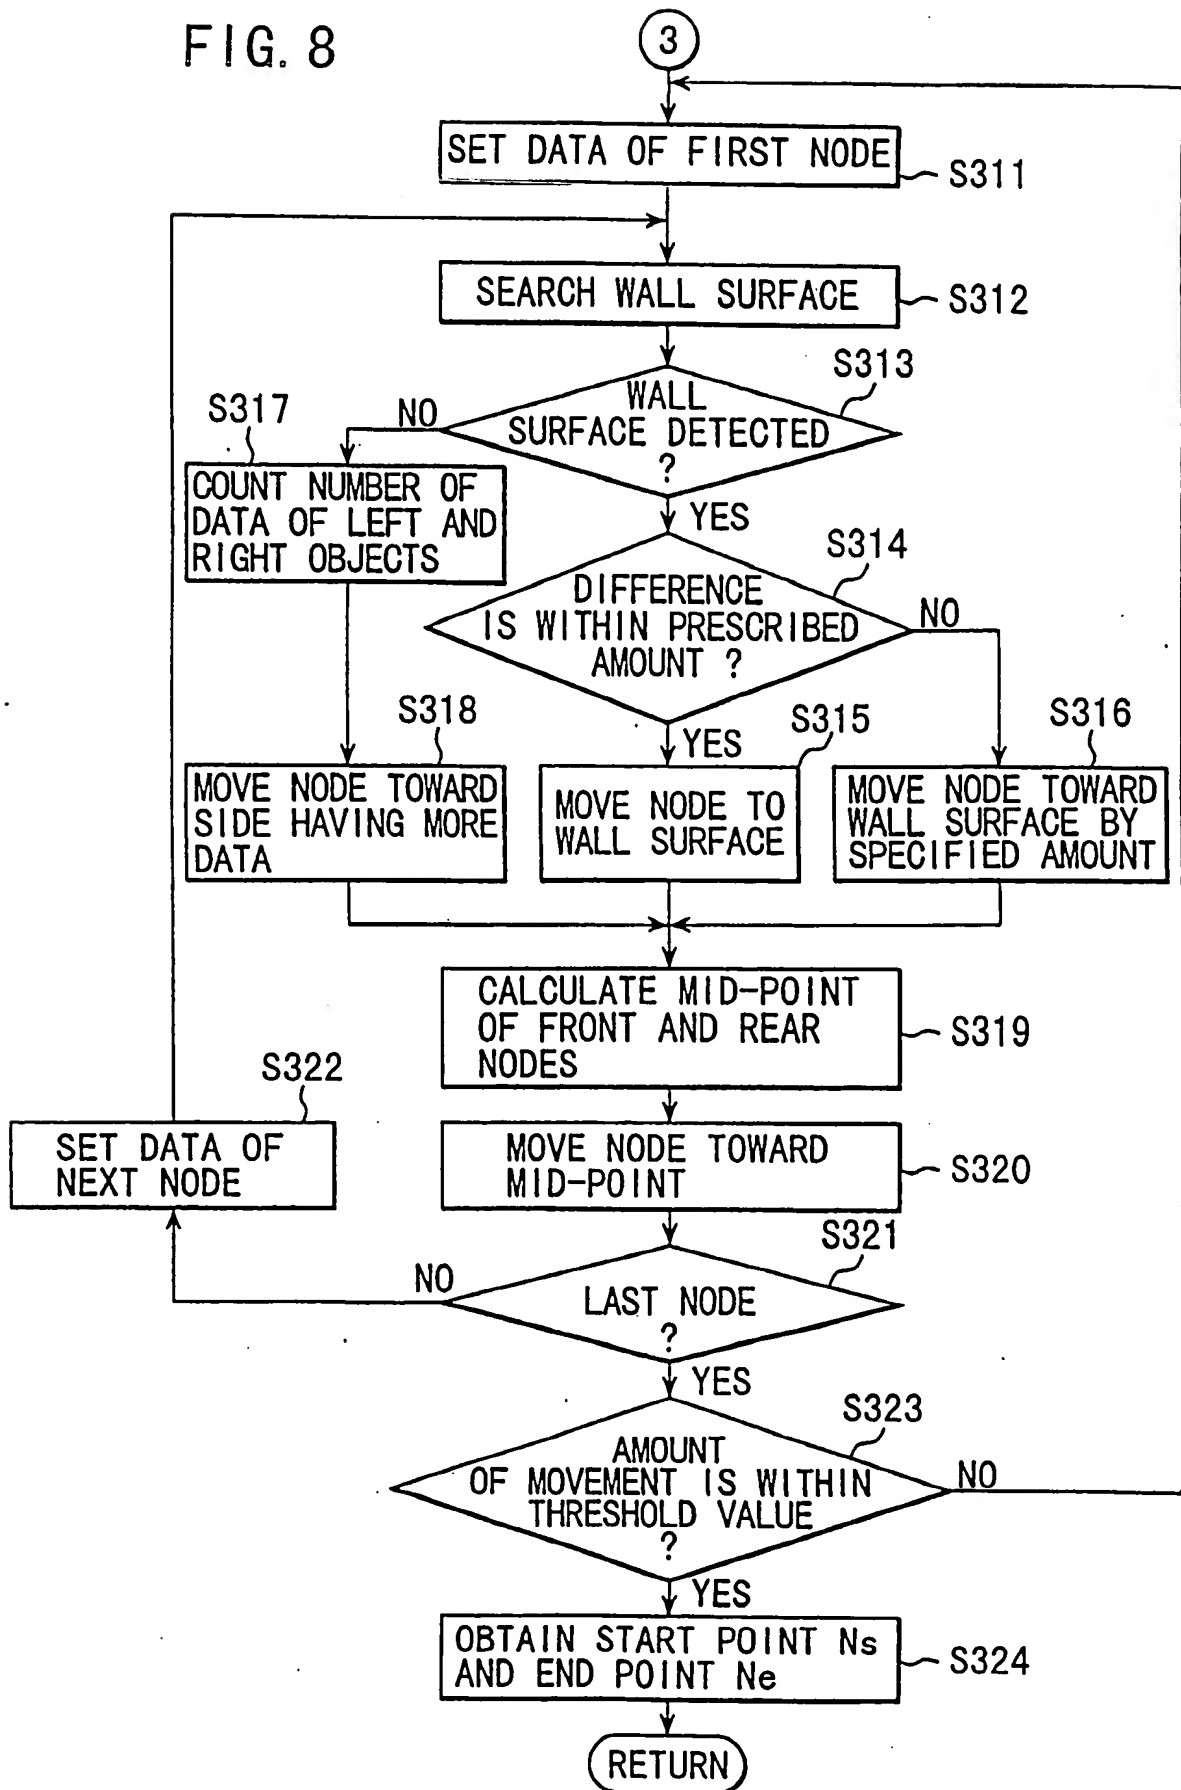 FIG. 8
3
SET DATA OF FIRST NODE
S311
SEARCH WALL SURFACE
S312
S313
WALL
SURFACE DETECTED
?
NO
YES
S317
COUNT NUMBER OF
DATA OF LEFT AND
RIGHT OBJECTS
S314
DIFFERENCE
IS WITHIN PRESCRIBED
AMOUNT ?
NO
YES
S318
MOVE NODE TOWARD
SIDE HAVING MORE
DATA
S315
MOVE NODE TO
WALL SURFACE
S316
MOVE NODE TOWARD
WALL SURFACE BY
SPECIFIED AMOUNT
CALCULATE MID-POINT
OF FRONT AND REAR
NODES
S319
S322
SET DATA OF
NEXT NODE
MOVE NODE TOWARD
MID-POINT
S320
S321
LAST NODE
?
NO
YES
S323
AMOUNT
OF MOVEMENT IS WITHIN
THRESHOLD VALUE
?
NO
YES
OBTAIN START POINT Ns
AND END POINT Ne
S324
RETURN